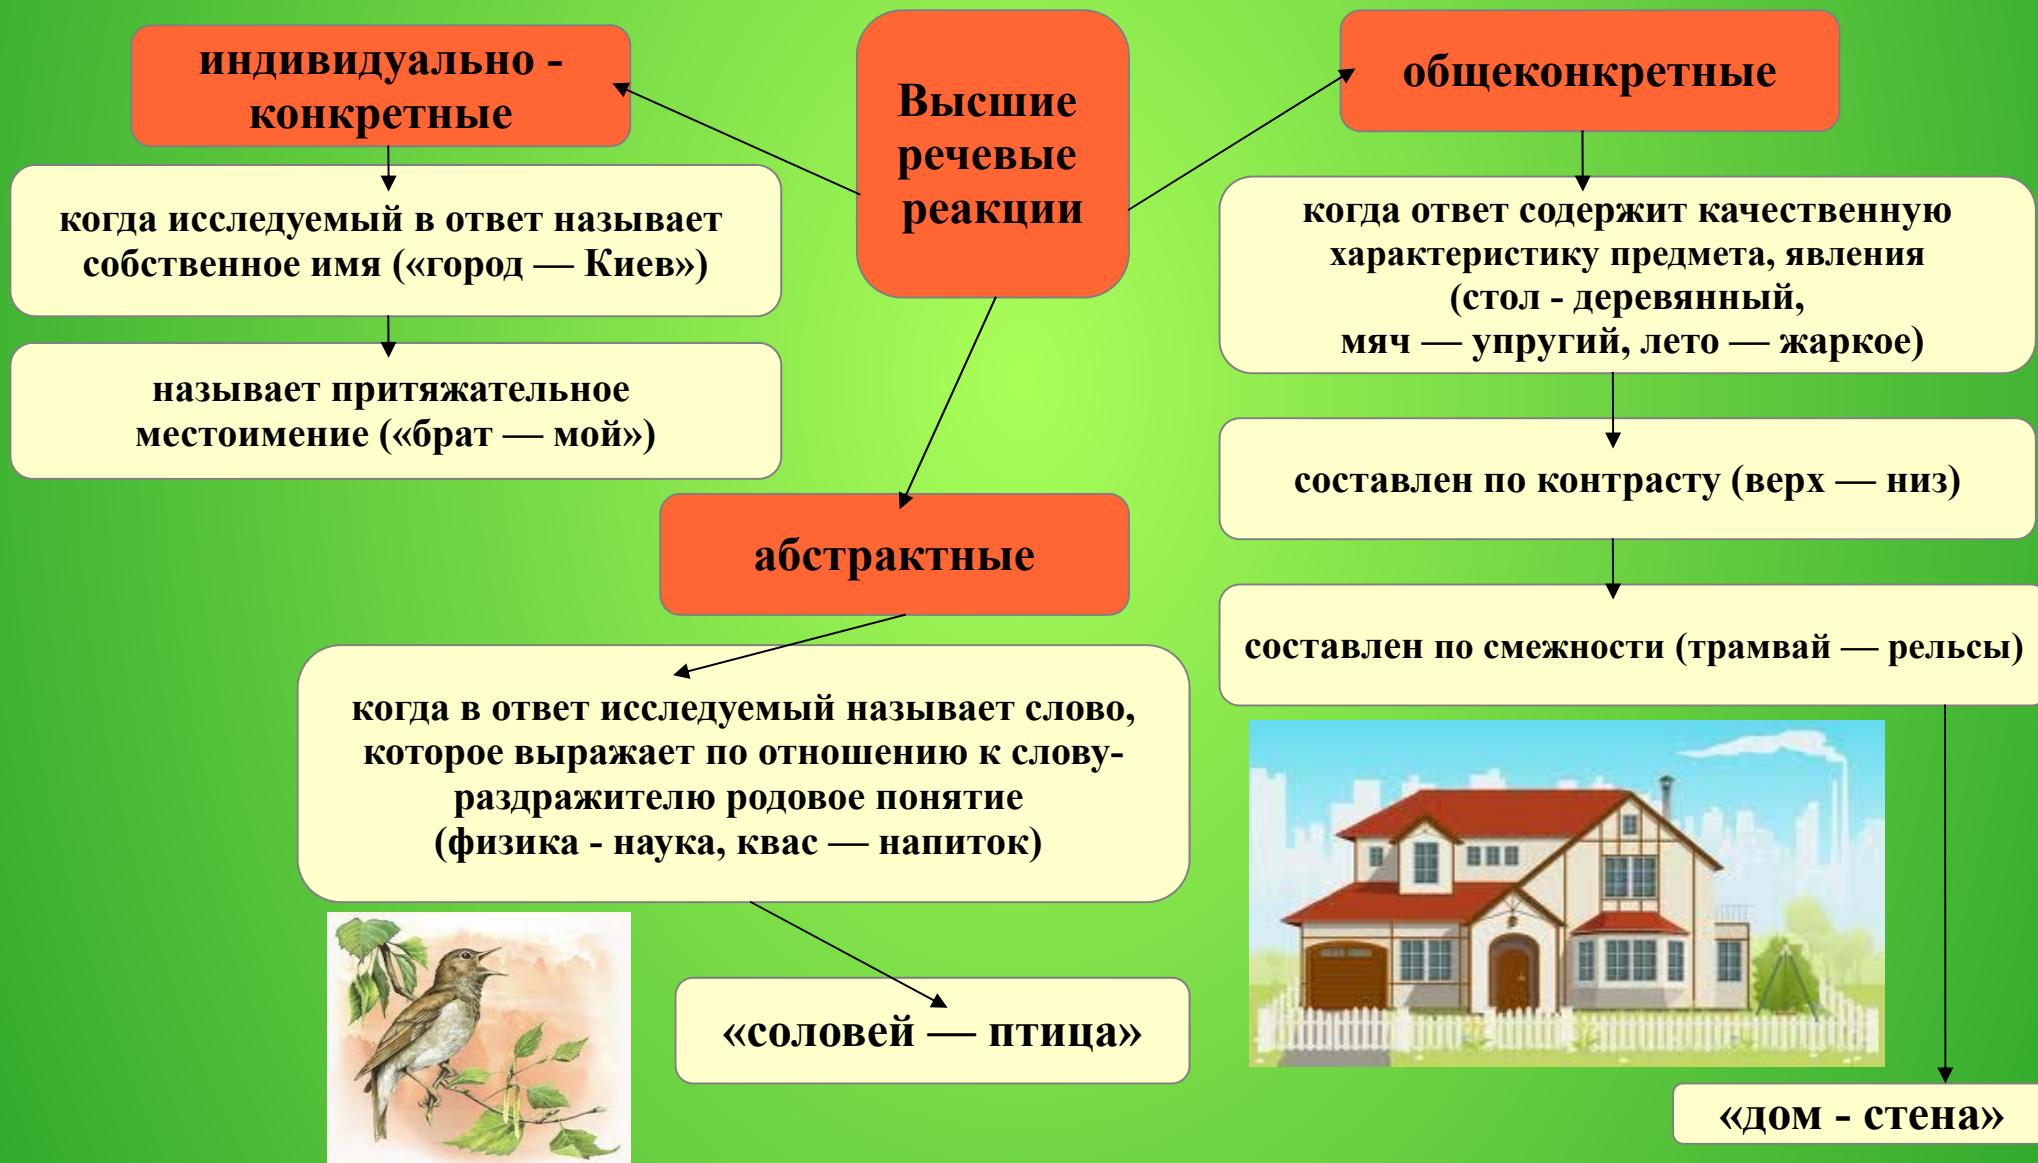 индивидуально -
конкретные
когда исследуемый в ответ называет
собственное имя («город — Киев»)
называет притяжательное
местоимение («брат — мой»)
Высшие
речевые
реакции
общеконкретные
когда ответ содержит качественную
характеристику предмета, явления
(стол - деревянный,
мяч — упругий, лето — жаркое)
составлен по контрасту (верх — низ)
составлен по смежности (трамвай — рельсы)
«дом - стена»
абстрактные
когда в ответ исследуемый называет слово,
которое выражает по отношению к слову-
раздражителю родовое понятие
(физика - наука, квас — напиток)
«соловей — птица»